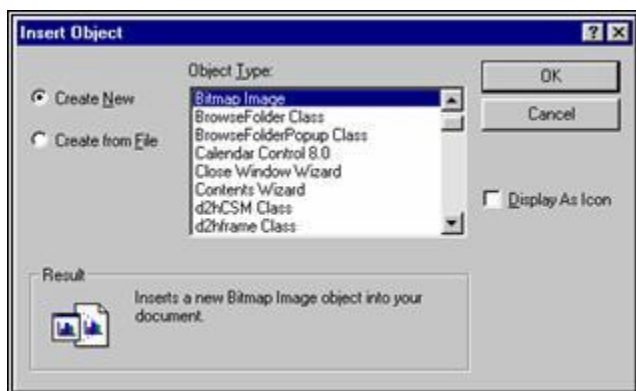 Insert Object
Object Type:
Create New
Create from File
Bitmap Image
BrowseFolder Class
BrowseFolderPopup Class
Calendar Control 8.0
Close Window Wizard
Contents Wizard
d2hCSM Class
d2hframe Class
OK
Cancel
Display As Icon
Result
Inserts a new Bitmap Image object into your
document.